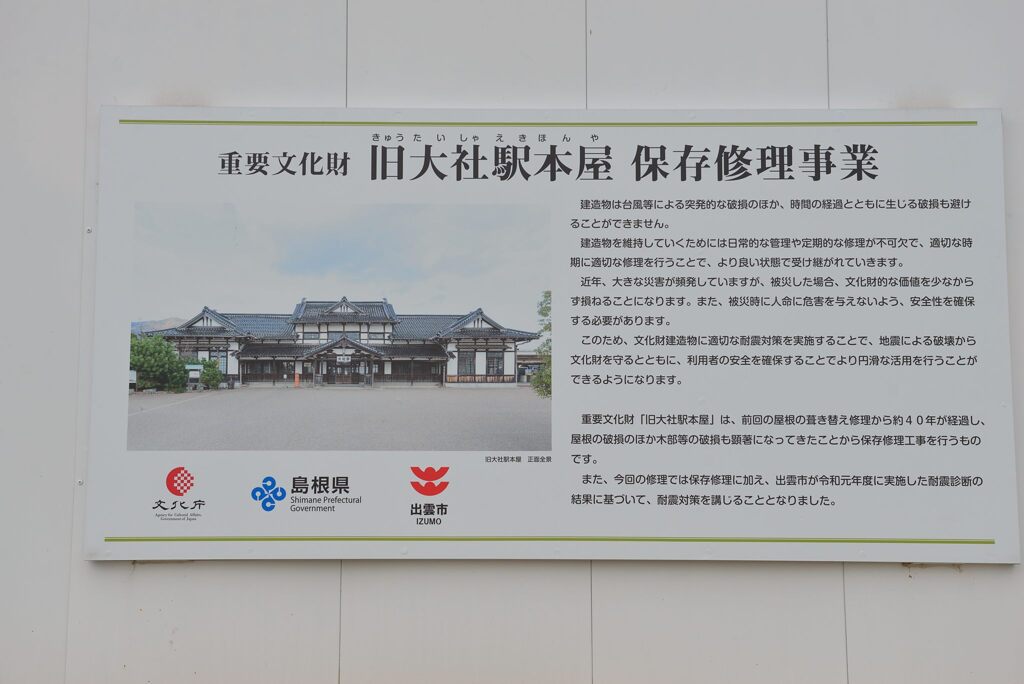 きゅうたいしゃえきほんや
重要文化財 旧大社駅本屋 保存修理事業
建造物は台風等による突発的な破損のほか、時間の経過とともに生じる破損も避け
ることができません。
建造物を維持していくためには日常的な管理や定期的な修理が不可欠で、適切な時
期に適切な修理を行うことで、より良い状態で受け継がれていきます。
近年、大きな災害が頻発していますが、被災した場合、文化財的な価値を少なから
ず損ねることになります。また、被災時に人命に危害を与えないよう、安全性を確保
する必要があります。
このため、文化財建造物に適切な耐震対策を実施することで、地震による破壊から
文化財を守るとともに、利用者の安全を確保することでより円滑な活用を行うことが
できるようになります。
重要文化財「旧大社駅本屋」は、前回の屋根の葺き替え修理から約４０年が経過し、
屋根の破損のほか木部等の破損も顕著になってきたことから保存修理工事を行うもの
です。
また、今回の修理では保存修理に加え、出雲市が令和元年度に実施した耐震診断の
結果に基づいて、耐震対策を講じることとなりました。
旧大社駅本屋 正面全景
文化庁
Agency for Cultural Affairs,
Government of Japan
島根県
Shimane Prefectural
Government
出雲市
IZUMO